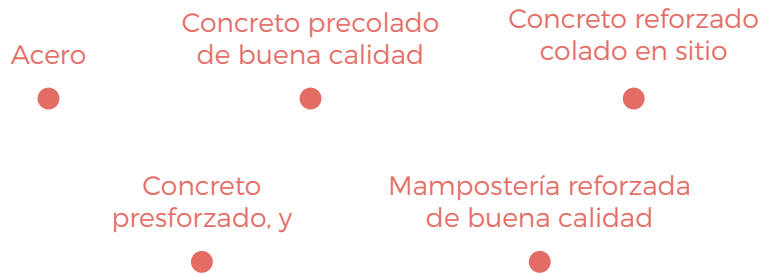 Acero
Concreto precolado
de buena calidad
Concreto reforzado
colado en sitio
Concreto
presforzado, y
Mampostería reforzada
de buena calidad